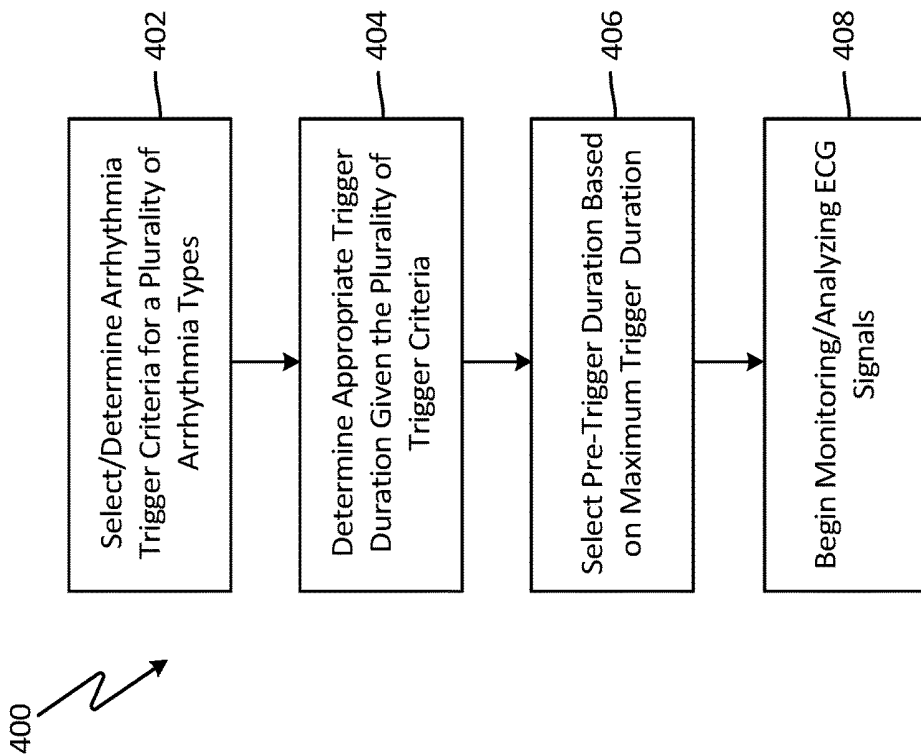 400
Select/Determine Arrhythmia
Trigger Criteria for a Plurality of
Arrhythmia Types
402
Determine Appropriate Trigger
Duration Given the Plurality of
Trigger Criteria
404
Select Pre-Trigger Duration Based
on Maximum Trigger Duration
406
Begin Monitoring/Analyzing ECG
Signals
408